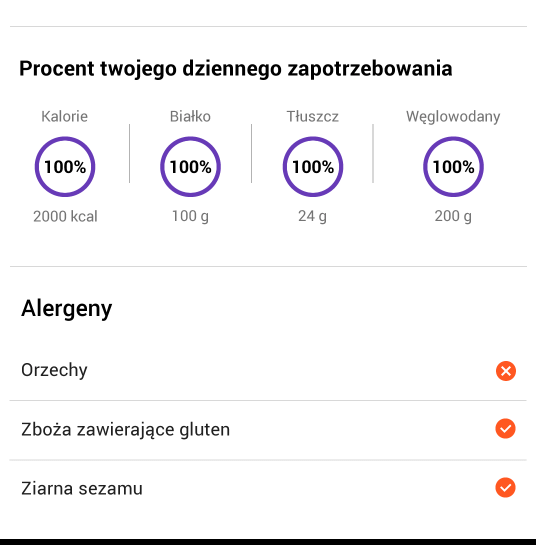 Procent twojego dziennego zapotrzebowania
Kalorie Białko Tłuszcz Węglowodany
100% 100% 100% 100%
2000 kcal 100 g 24 g 200 g
Alergeny
Orzechy
Zboża zawierające gluten
Ziarna sezamu